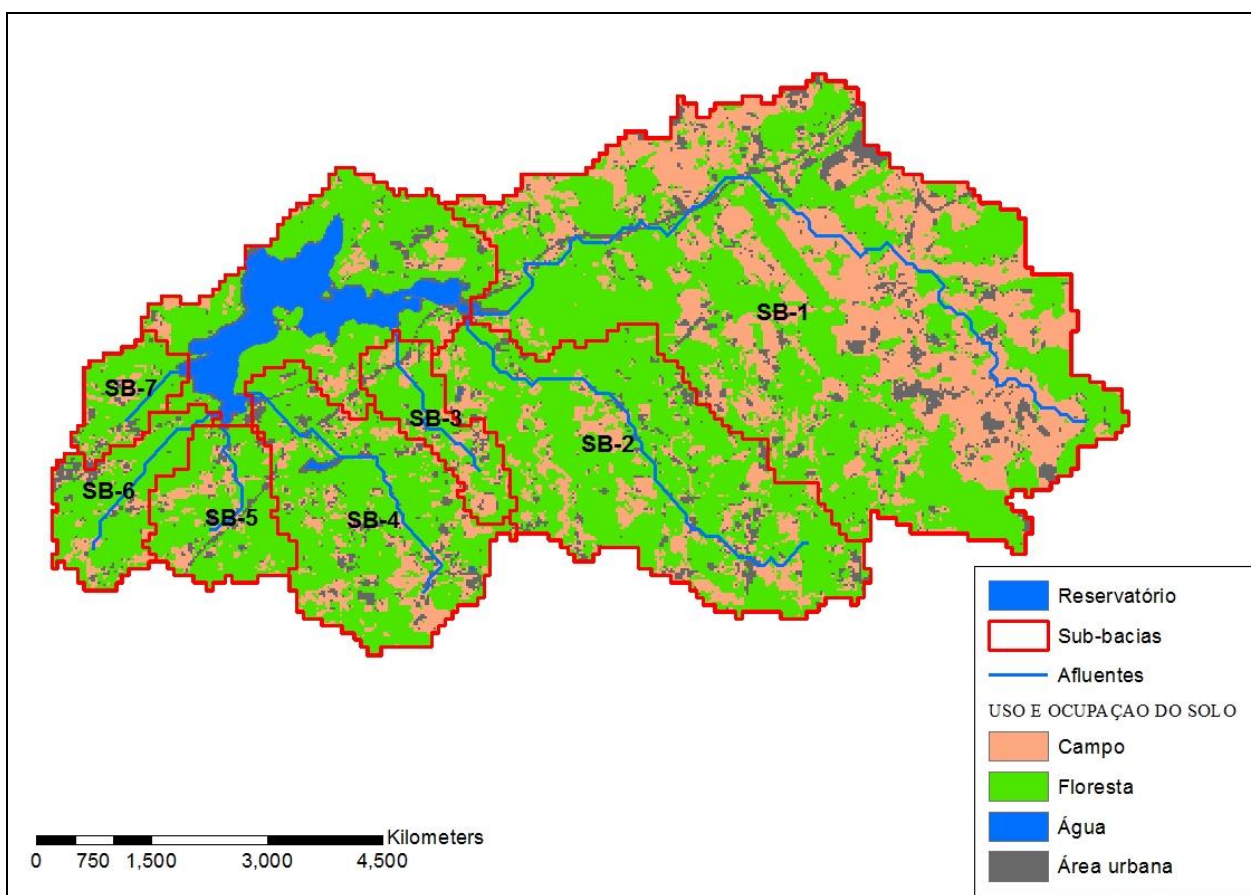 SB-1
SB-7
SB-3
SB-2
SB-6
SB-5
SB-4
Reservatório
Sub-bacias
Afluentes
USO E OCUPAÇAO DO SOLO
Campo
Floresta
Água
Área urbana
Kilometers
0 750 1,500 3,000 4,500